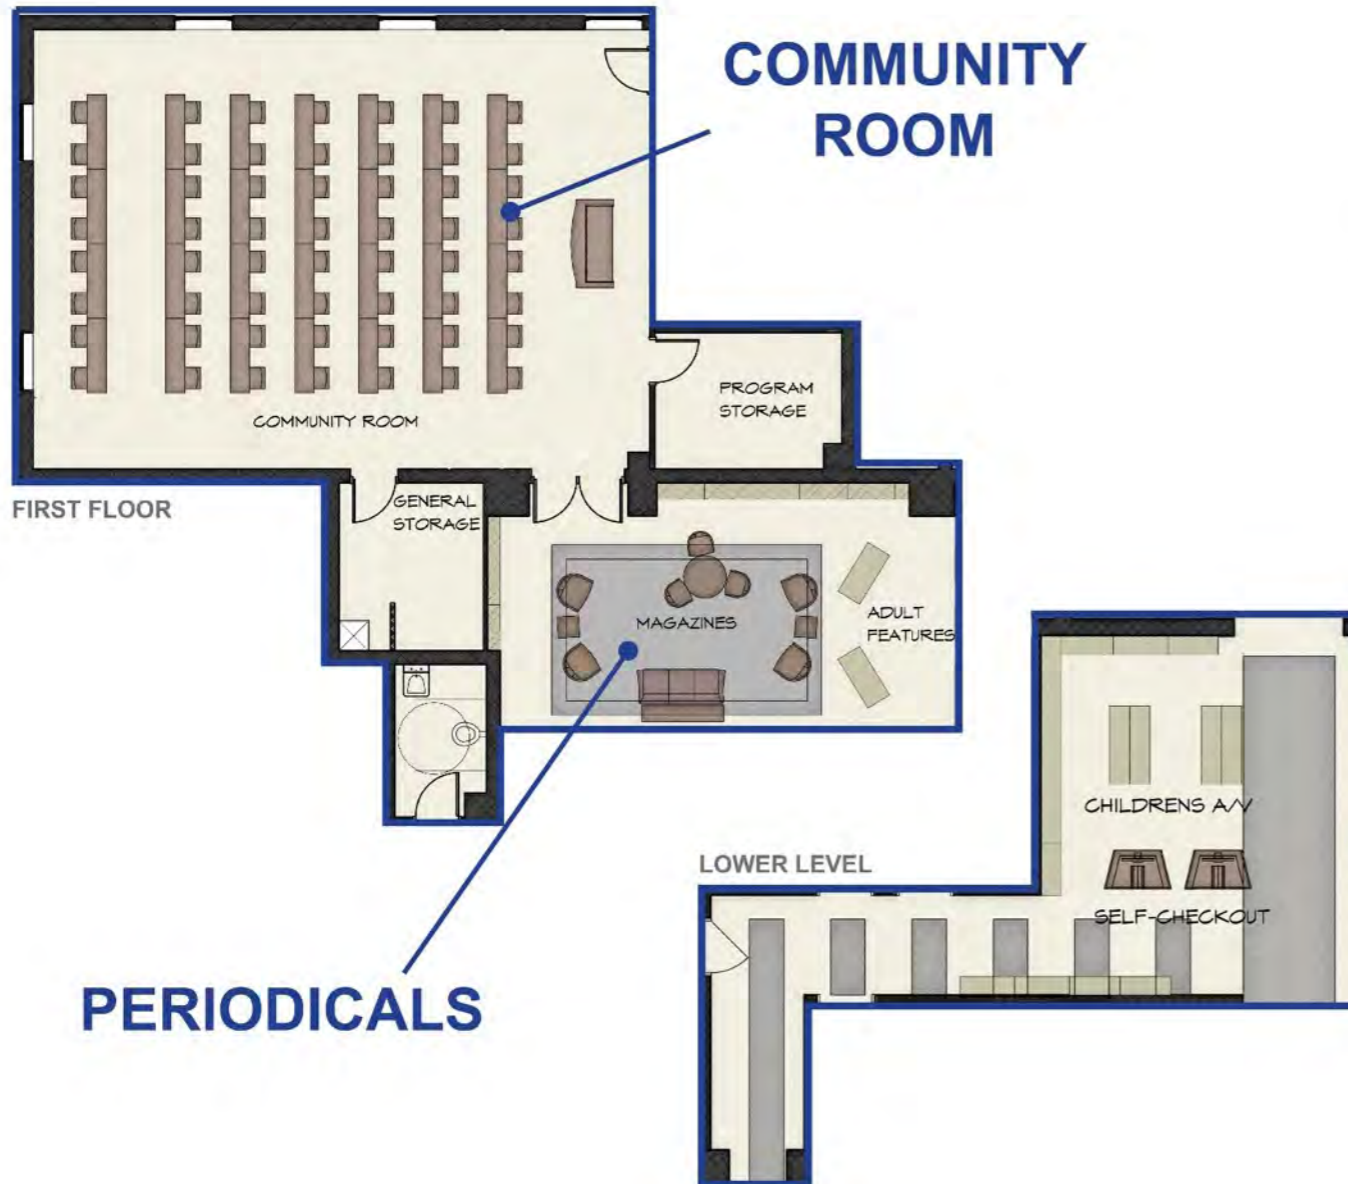 COMMUNITY
ROOM
PROGRAM
STORAGE
COMMUNITY ROOM
FIRST FLOOR
GENERAL
STORAGE
MAGAZINES
ADULT
FEATURES
CHILDRENS A/V
LOWER LEVEL
SELF-CHECKOUT
PERIODICALS